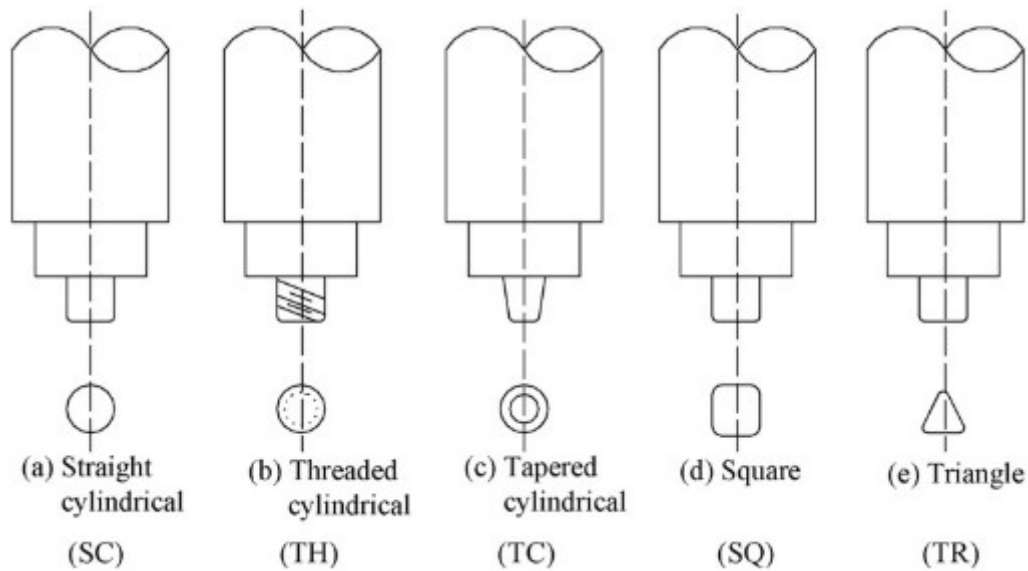 (a) Straight
cylindrical
(SC)
(b) Threaded
cylindrical
(TH)
(c) Tapered
cylindrical
(TC)
(d) Square
(SQ)
(e) Triangle
(TR)